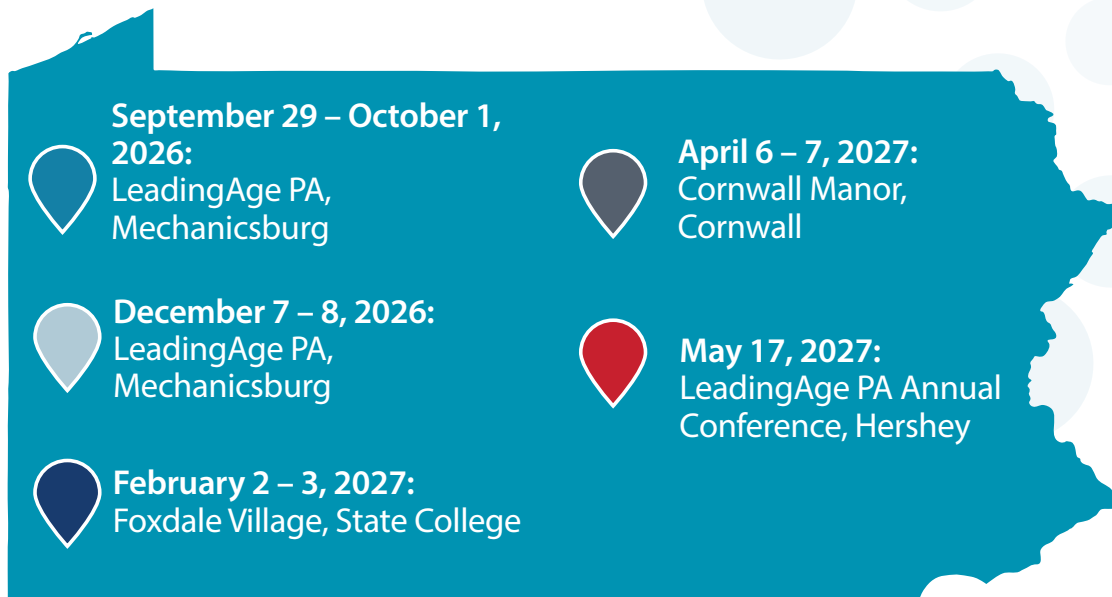 September 29 – October 1,
2026:
LeadingAge PA,
Mechanicsburg
December 7 – 8, 2026:
LeadingAge PA,
Mechanicsburg
February 2 – 3, 2027:
Foxdale Village, State College
April 6 – 7, 2027:
Cornwall Manor,
Cornwall
May 17, 2027:
LeadingAge PA Annual
Conference, Hershey